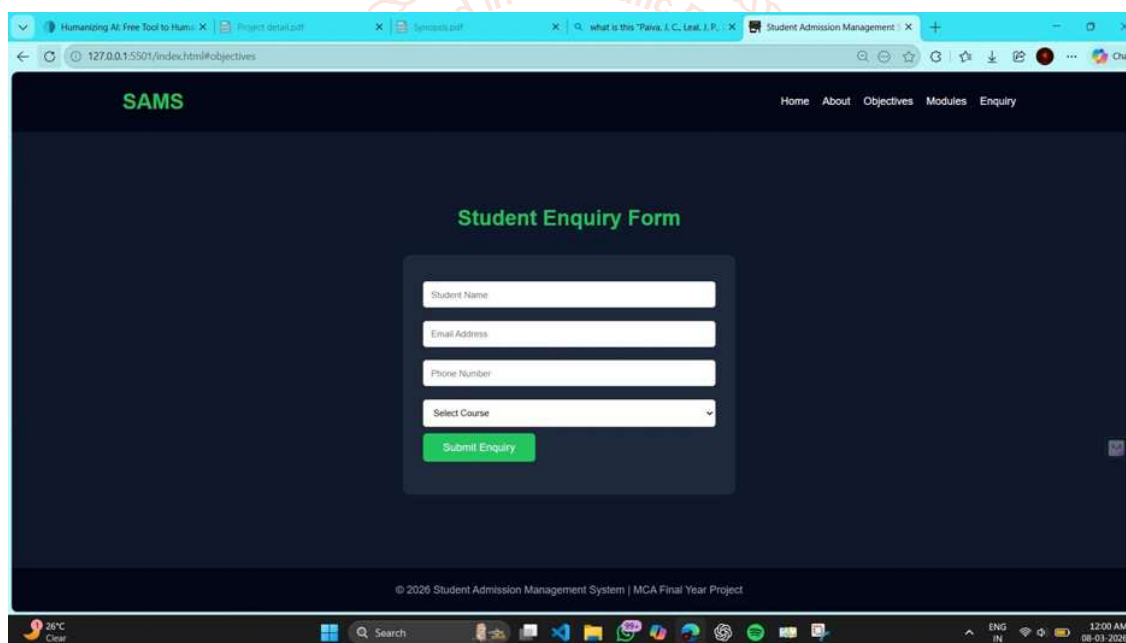 Humanizing AI: Free Tool to Huma
Project detail.pdf
Synopsis.pdf
what is this "Paiva, J. C., Leal, J. P.,
Student Admission Management S
127.0.0.1:5501/index.html#objectives
SAMS
Home About Objectives Modules Enquiry
Student Enquiry Form
Student Name
Email Address
Phone Number
Select Course
Submit Enquiry
© 2026 Student Admission Management System | MCA Final Year Project
1
26°C
Clear
Search
99+
ENG
IN
12:00 AM
08-03-2026